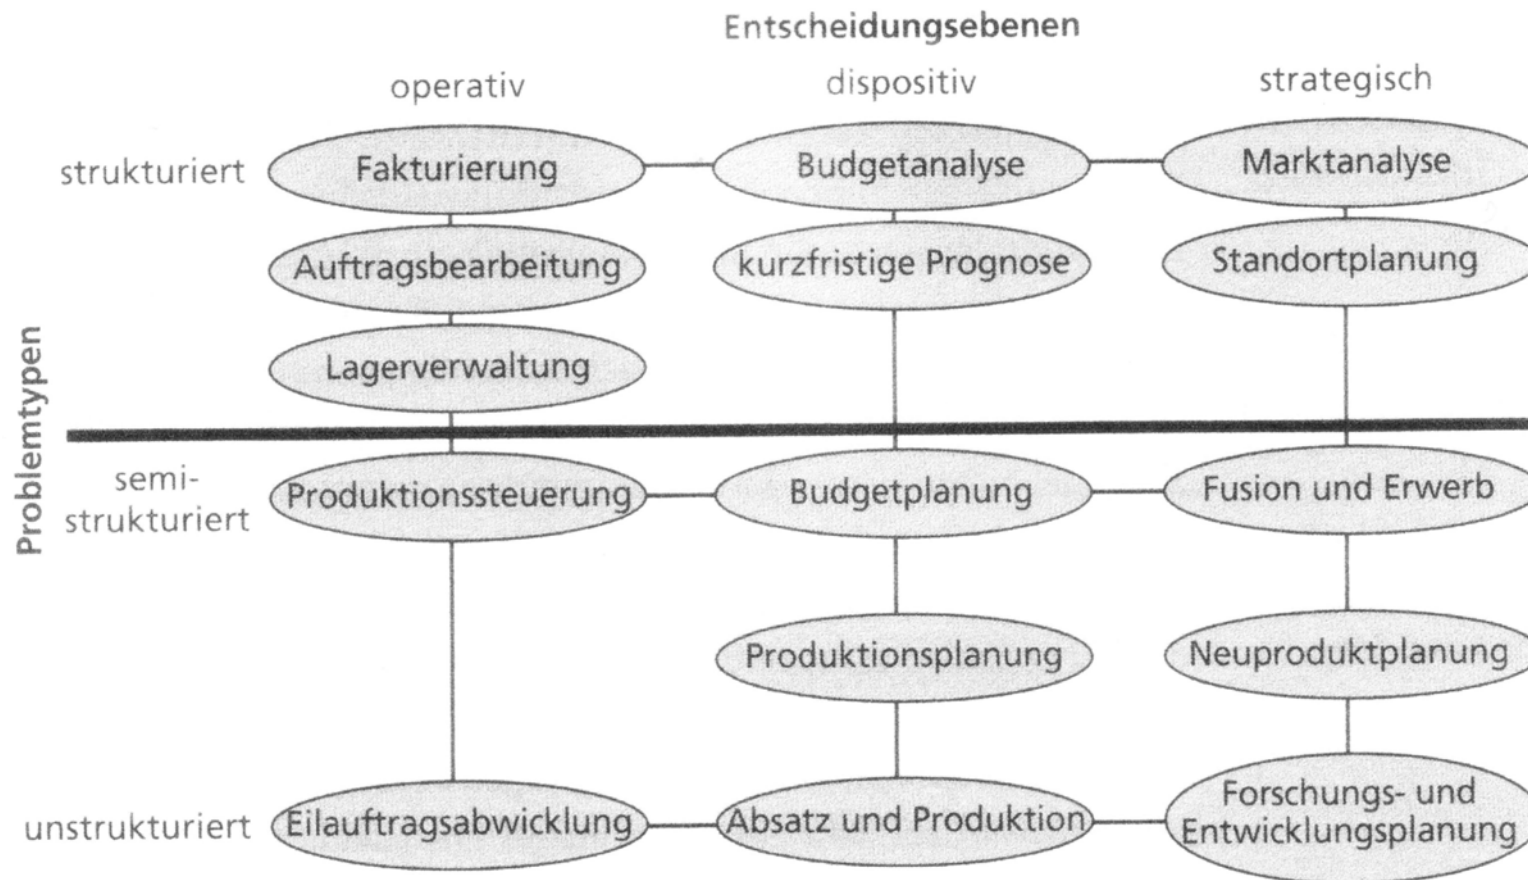 Entscheidungsebenen
operativ
dispositiv
strategisch
Problemtypen
strukturiert
Fakturierung
Budgetanalyse
Marktanalyse
Auftragsbearbeitung
kurzfristige Prognose
Standortplanung
Lagerverwaltung
semi-
strukturiert
Produktionssteuerung
Budgetplanung
Fusion und Erwerb
Produktionsplanung
Neuproduktplanung
unstrukturiert
Eilauftragsabwicklung
Absatz und Produktion
Forschungs- und
Entwicklungsplanung